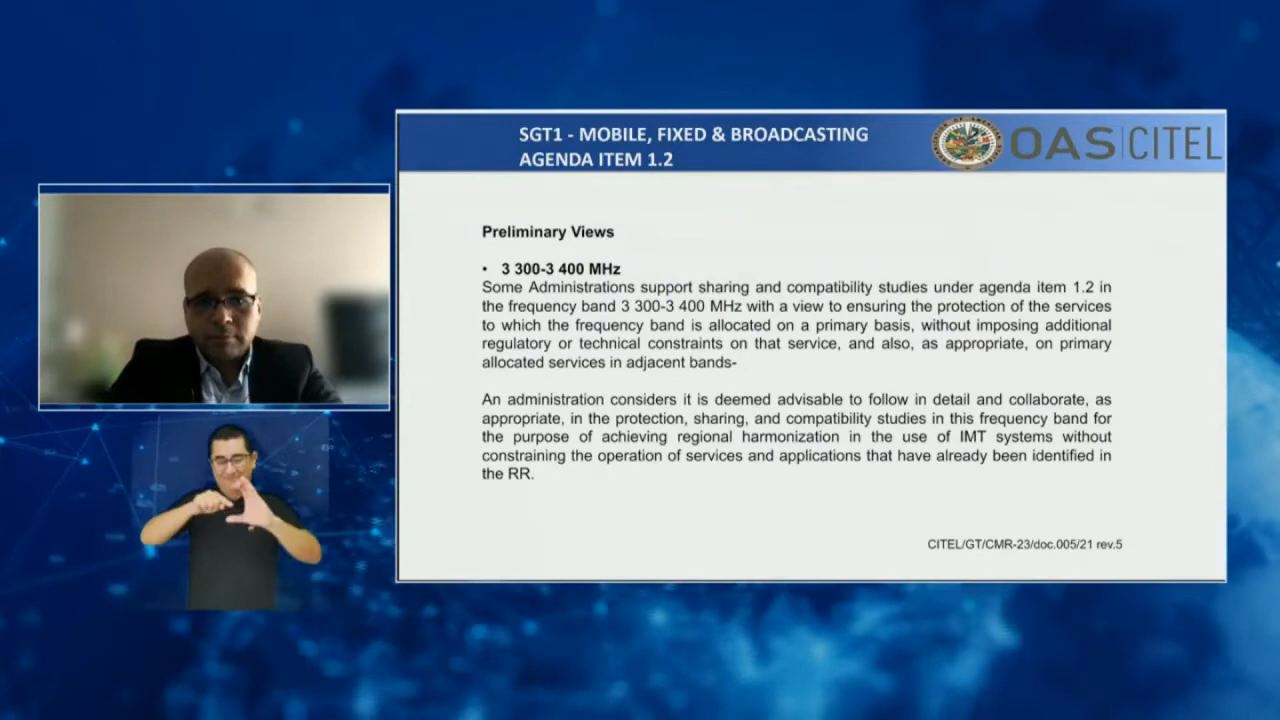 SGT1 - MOBILE, FIXED & BROADCASTING
AGENDA ITEM 1.2
OAS|CITEL
Preliminary Views
• 3 300-3 400 MHz
Some Administrations support sharing and compatibility studies under agenda item 1.2 in
the frequency band 3 300-3 400 MHz with a view to ensuring the protection of the services
to which the frequency band is allocated on a primary basis, without imposing additional
regulatory or technical constraints on that service, and also, as appropriate, on primary
allocated services in adjacent bands-
An administration considers it is deemed advisable to follow in detail and collaborate, as
appropriate, in the protection, sharing, and compatibility studies in this frequency band for
the purpose of achieving regional harmonization in the use of IMT systems without
constraining the operation of services and applications that have already been identified in
the RR.
CITEL/GT/CMR-23/doc.005/21 rev.5